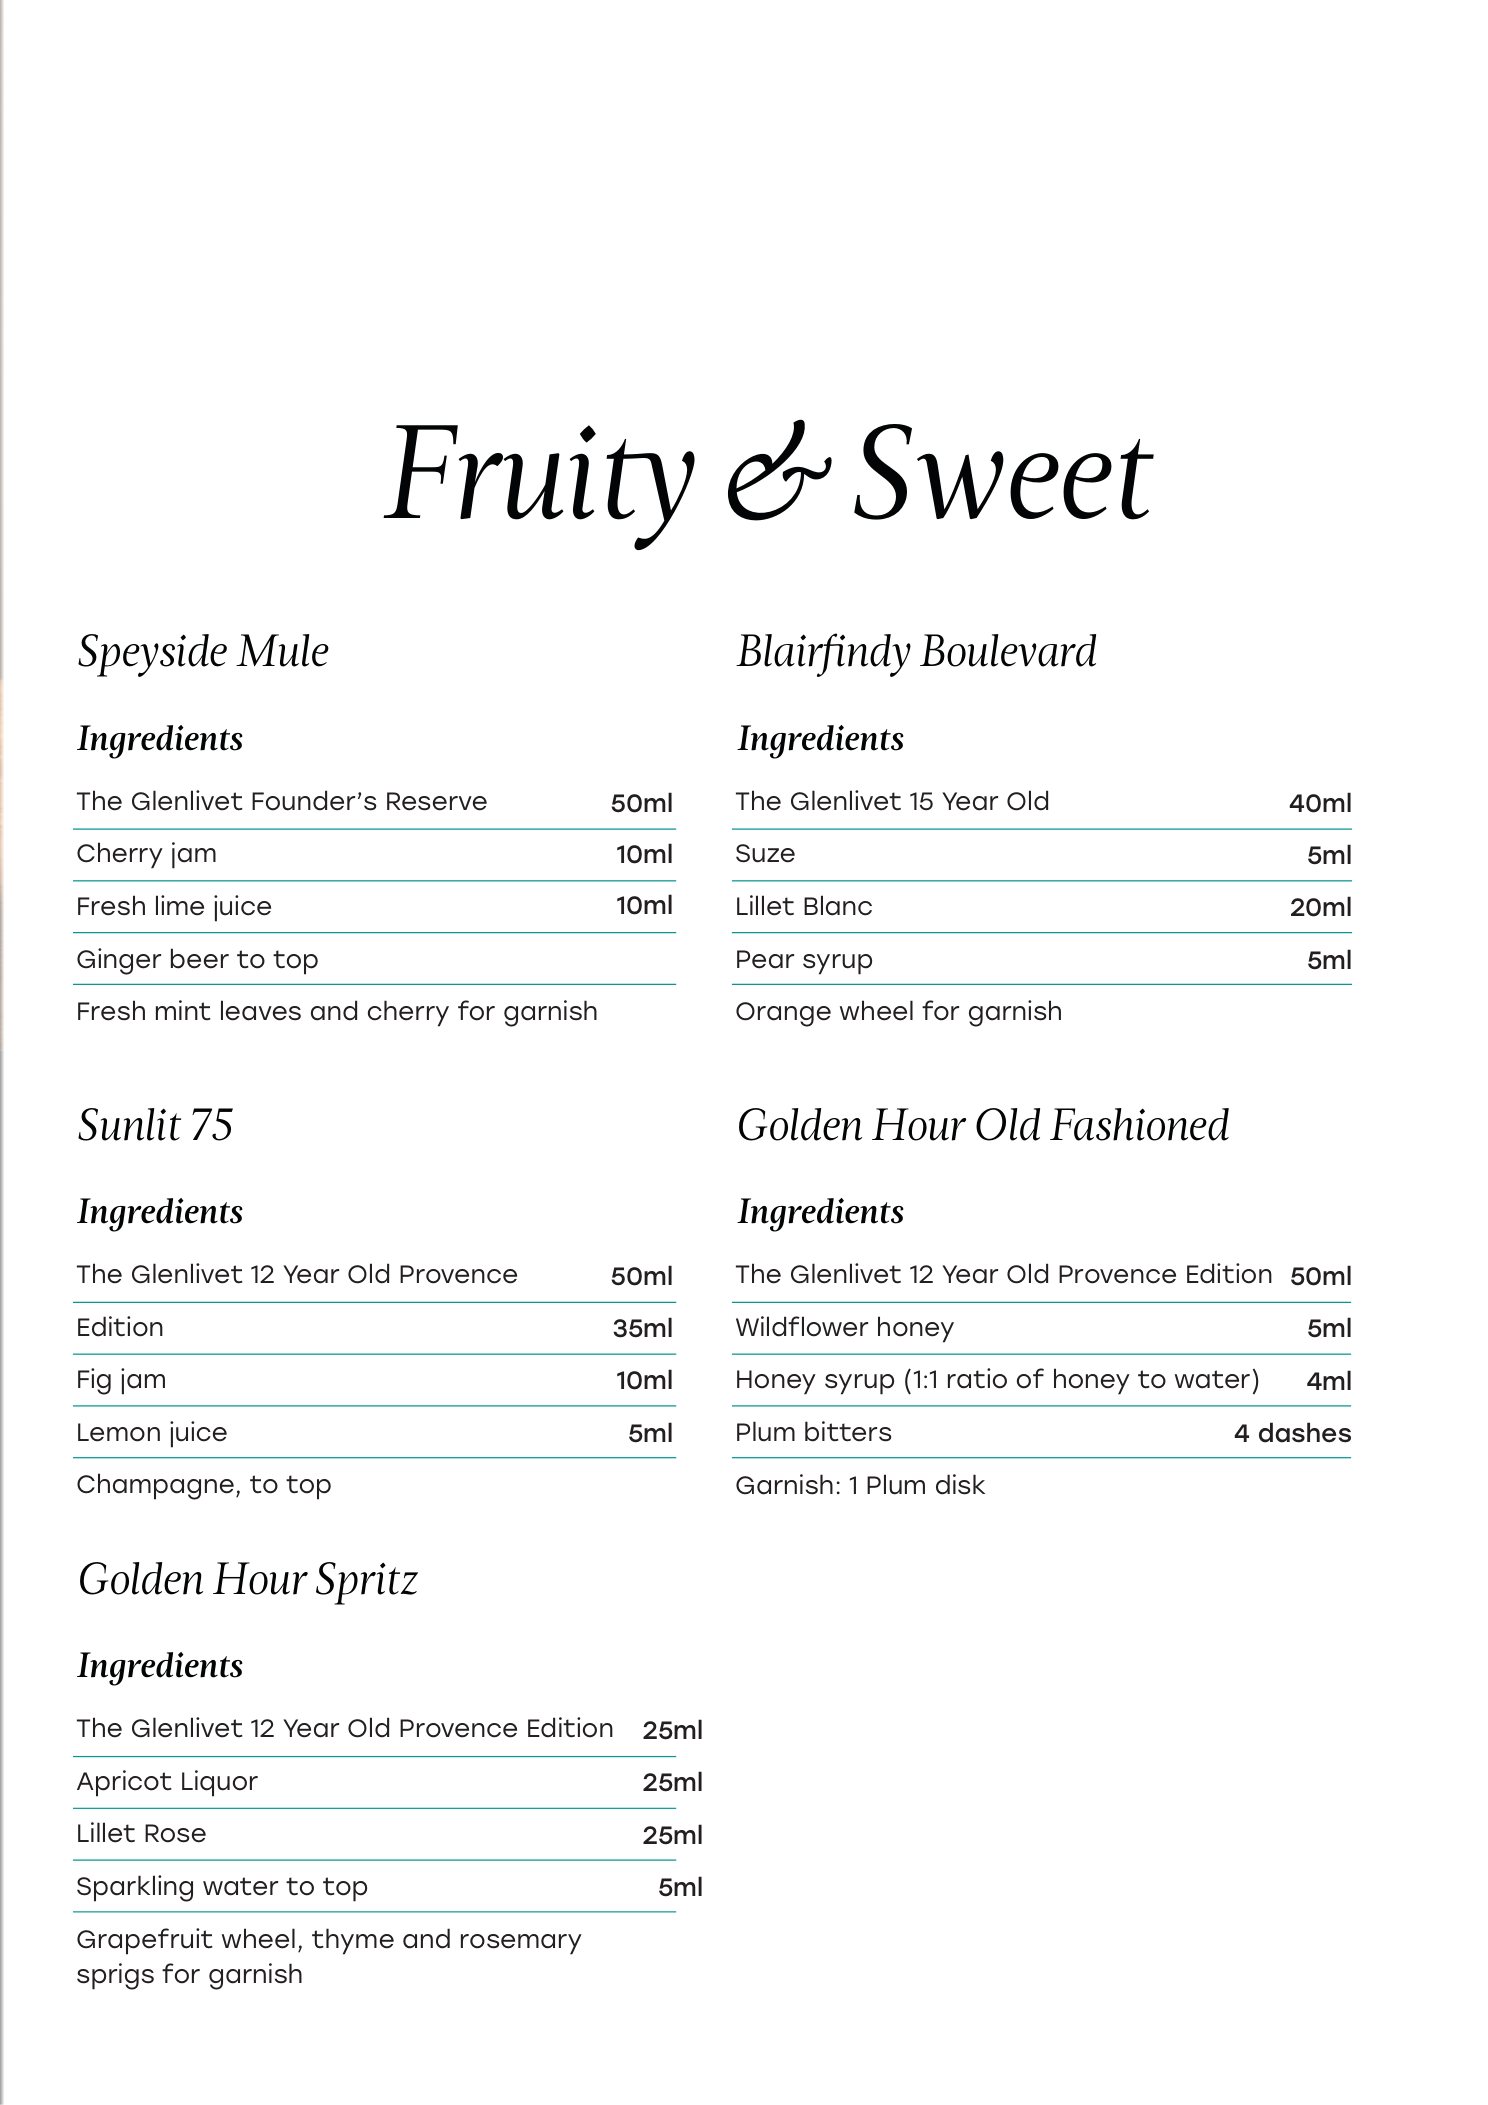 Fruity & Sweet
Speyside Mule
Ingredients
The Glenlivet Founder’s Reserve 50ml
Cherry jam 10ml
Fresh lime juice 10ml
Ginger beer to top
Fresh mint leaves and cherry for garnish
Blairfindy Boulevard
Ingredients
The Glenlivet 15 Year Old 40ml
Suze 5ml
Lillet Blanc 20ml
Pear syrup 5ml
Orange wheel for garnish
Sunlit 75
Ingredients
The Glenlivet 12 Year Old Provence 50ml
Edition 35ml
Fig jam 10ml
Lemon juice 5ml
Champagne, to top
Golden Hour Old Fashioned
Ingredients
The Glenlivet 12 Year Old Provence Edition 50ml
Wildflower honey 5ml
Honey syrup (1:1 ratio of honey to water) 4ml
Plum bitters 4 dashes
Garnish: 1 Plum disk
Golden Hour Spritz
Ingredients
The Glenlivet 12 Year Old Provence Edition 25ml
Apricot Liquor 25ml
Lillet Rose 25ml
Sparkling water to top 5ml
Grapefruit wheel, thyme and rosemary
sprigs for garnish